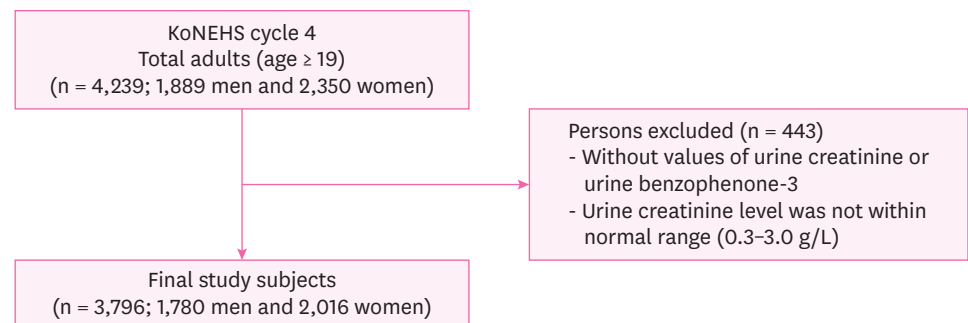 KoNEHS cycle 4
Total adults (age ≥ 19)
(n = 4,239; 1,889 men and 2,350 women)
Persons excluded (n = 443)
- Without values of urine creatinine or
urine benzophenone-3
- Urine creatinine level was not within
normal range (0.3–3.0 g/L)
Final study subjects
(n = 3,796; 1,780 men and 2,016 women)